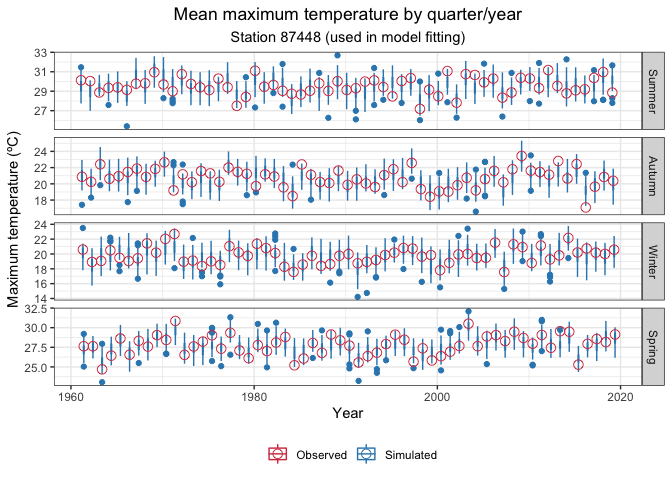 Mean maximum temperature by quarter/year
Station 87448 (used in model fitting)
Maximum temperature (ºC)
33
31
29
27
Summer
24
22
20
18
Autumn
24
22
20
18
16
14
Winter
32.5
30.0
27.5
25.0
Spring
1960
1980
2000
2020
Year
Observed
Simulated